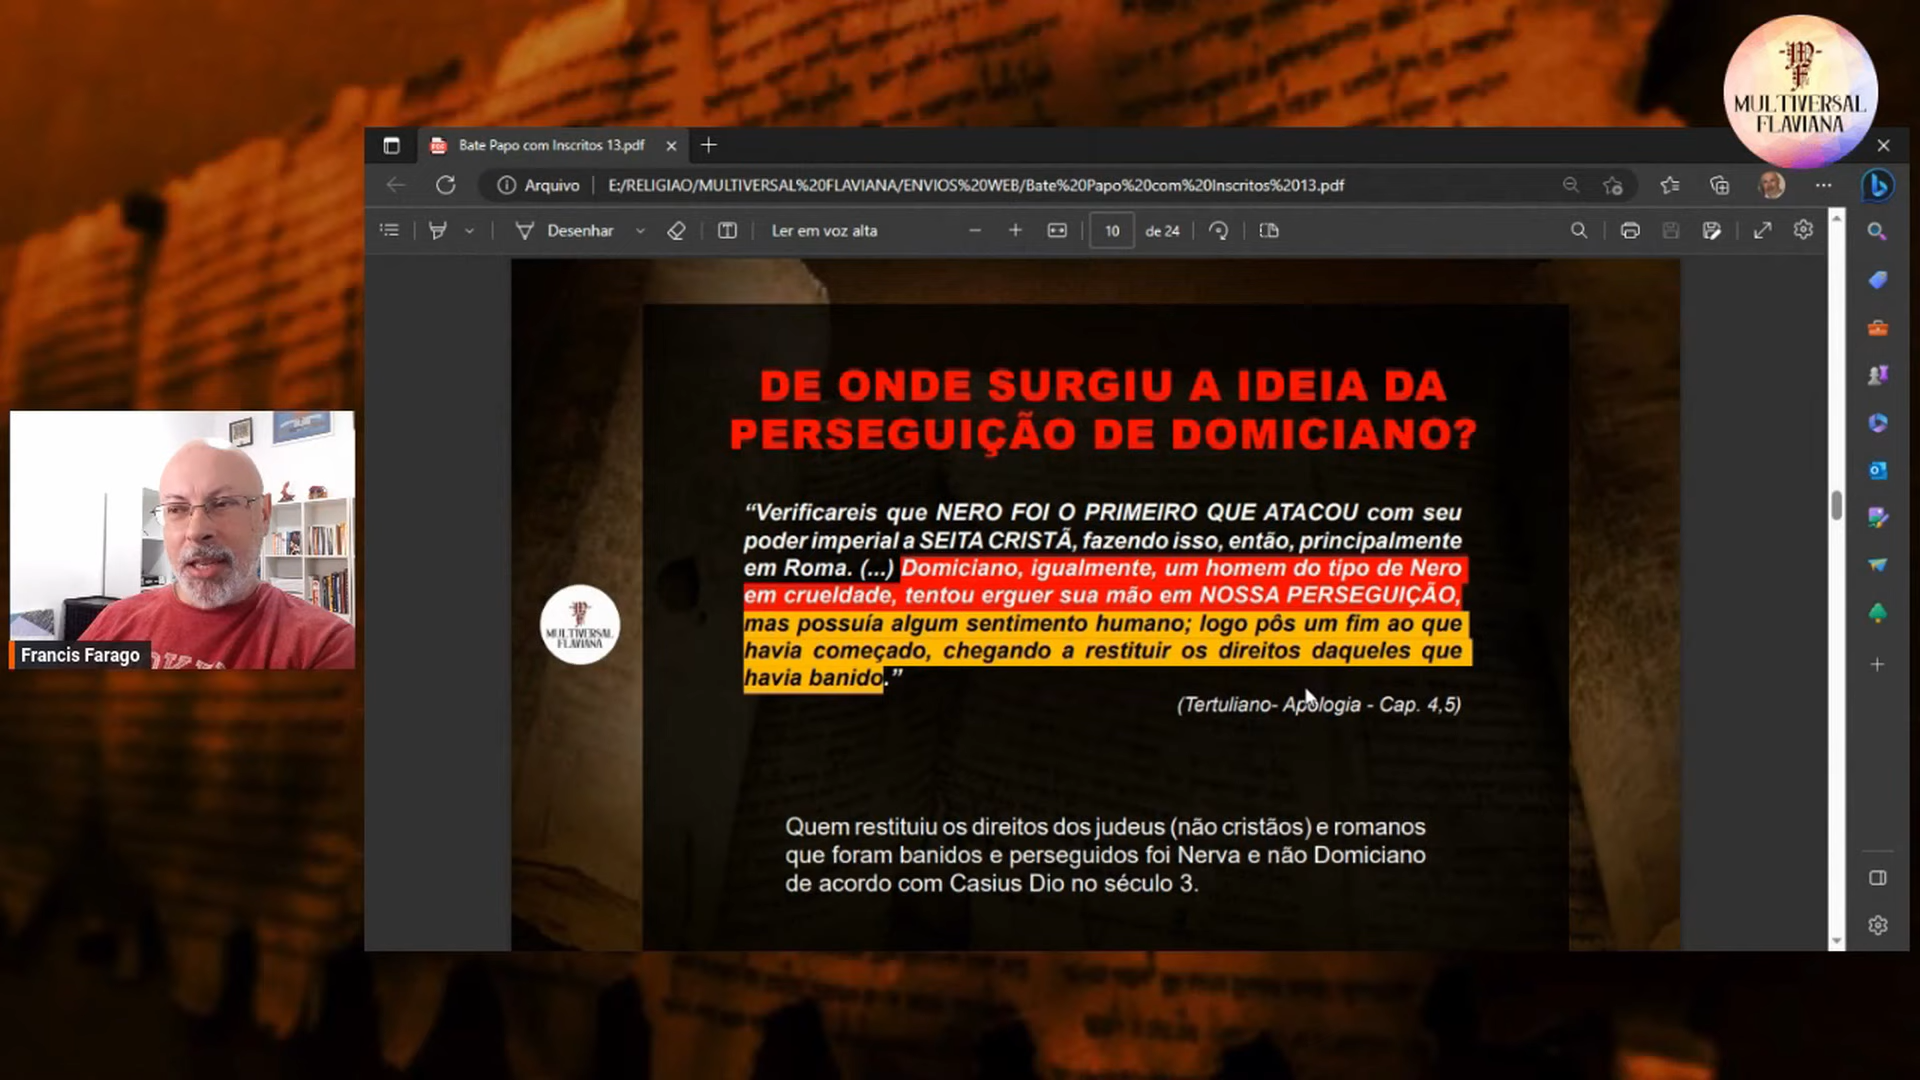 MULTIVERSAL
FLAVIANA
Bate Papo com Inscritos 13.pdf
Arquivo
E:/RELIGIAO/MULTIVERSAL%20FLAVIANA/ENVIOS%20WEB/Bate%20Papo%20com%20Inscritos%2013.pdf
Desenhar
Ler em voz alta
10
de 24
DE ONDE SURGIU A IDEIA DA
PERSEGUIÇÃO DE DOMICIANO?
“Verificareis que NERO FOI O PRIMEIRO QUE ATACOU com seu
poder imperial a SEITA CRISTÃ, fazendo isso, então, principalmente
em Roma. (...) Domiciano, igualmente, um homem do tipo de Nero
em crueldade, tentou erguer sua mão em NOSSA PERSEGUIÇÃO,
mas possuía algum sentimento humano; logo pôs um fim ao que
havia começado, chegando a restituir os direitos daqueles que
havia banido.”
(Tertuliano- Apologia - Cap. 4,5)
MULTIVERSAL
FLAVIANA
Francis Farago
Quem restituiu os direitos dos judeus (não cristãos) e romanos
que foram banidos e perseguidos foi Nerva e não Domiciano
de acordo com Casius Dio no século 3.